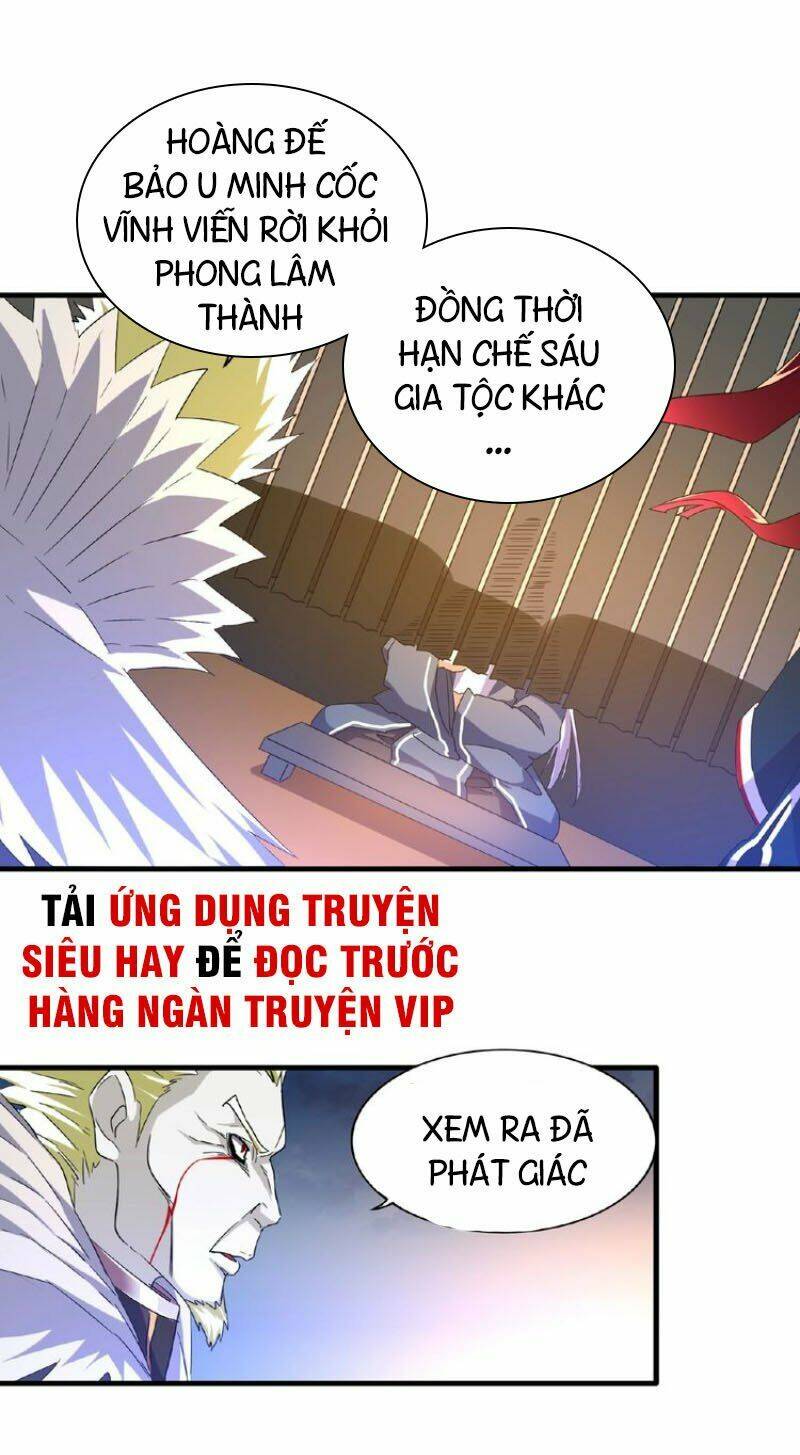 HOÀNG ĐẾ
BẢO U MINH CỐC
VĨNH VIỄN RỜI KHỎI
PHONG LÂM
THÀNH
ĐỒNG THỜI
HẠN CHẾ SÁU
GIA TỘC KHÁC
...
TẢI ỨNG DỤNG TRUYỆN
SIÊU HAY ĐỂ ĐỌC TRƯỚC
HÀNG NGÀN TRUYỆN VIP
XEM RA ĐÃ
PHÁT GIÁC